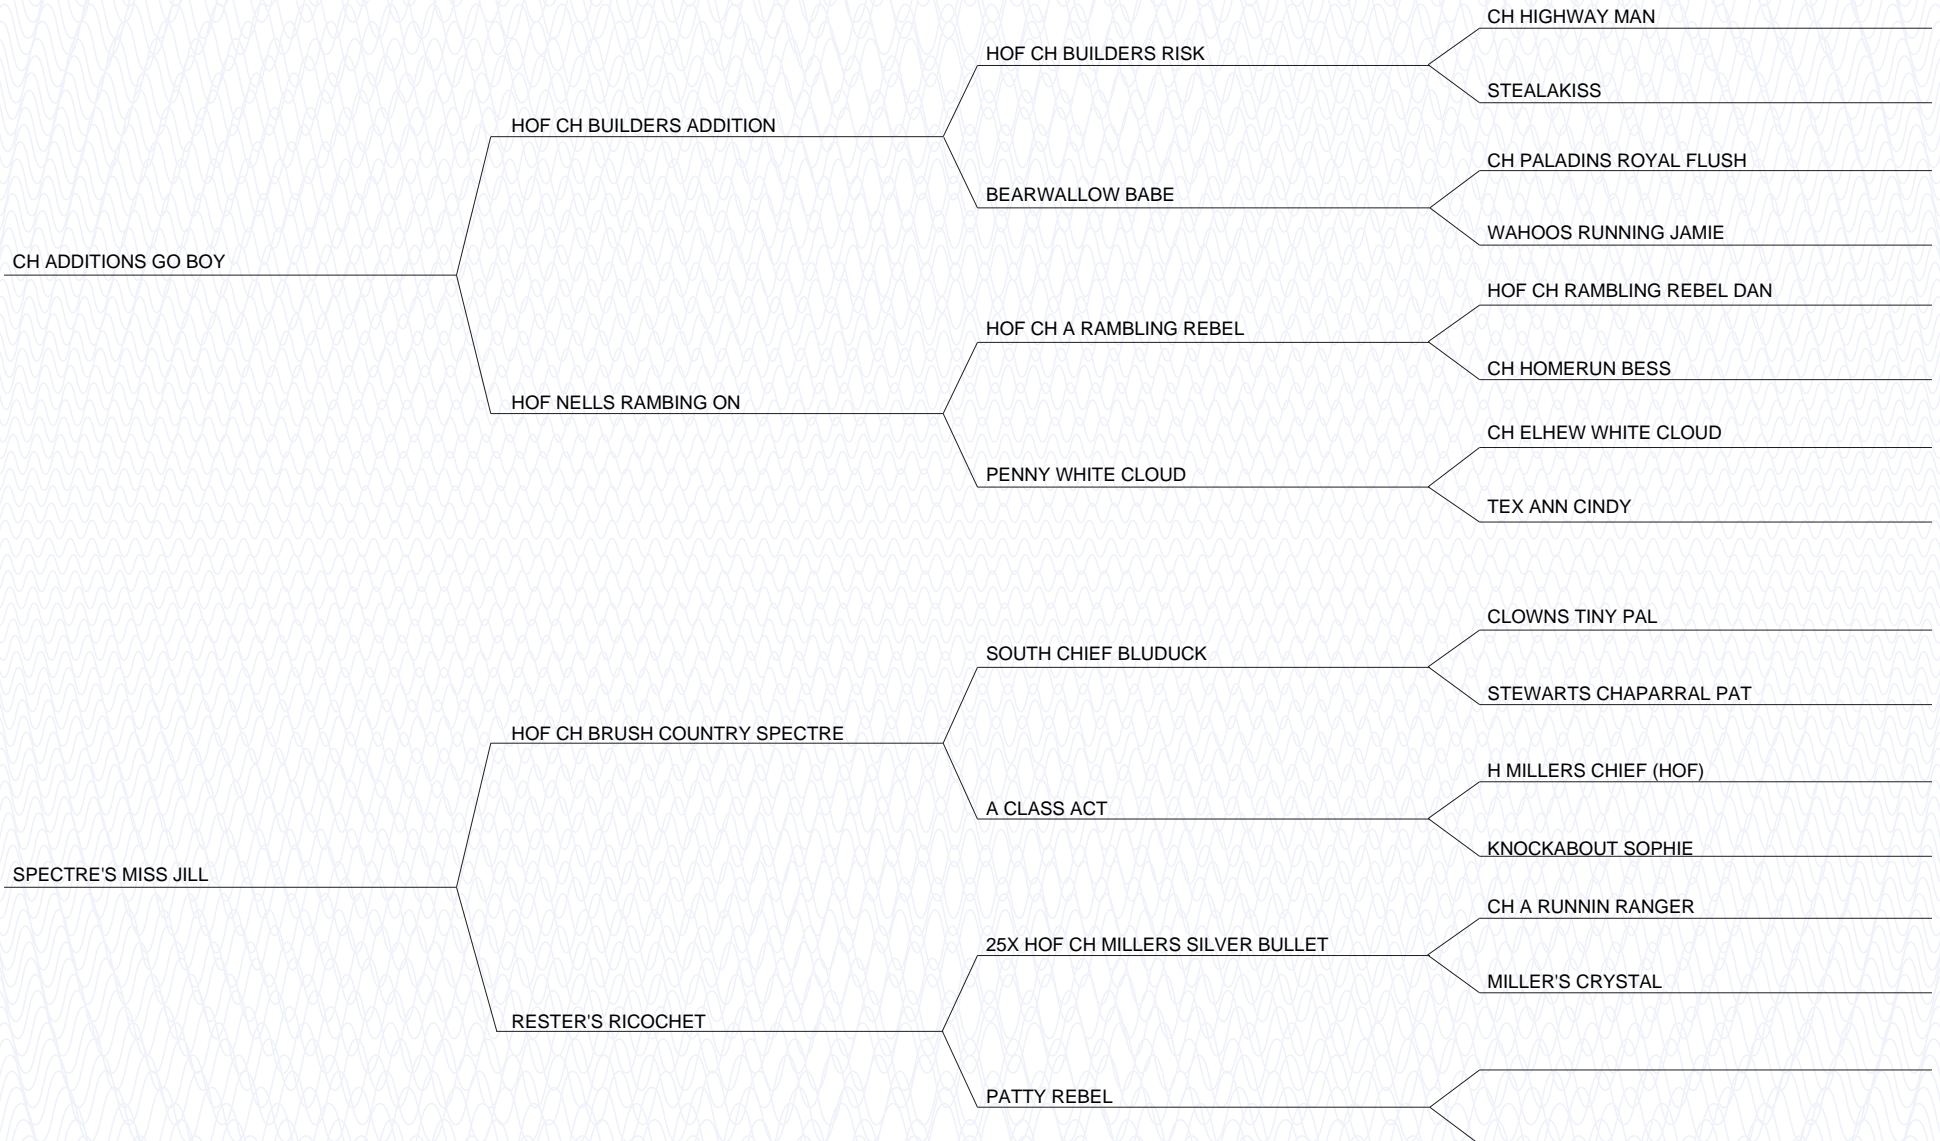 CH HIGHWAY MAN
HOF CH BUILDERS RISK
STEALAKISS
HOF CH BUILDERS ADDITION
CH PALADINS ROYAL FLUSH
BEARWALLOW BABE
WAHOOS RUNNING JAMIE
CH ADDITIONS GO BOY
HOF CH RAMBLING REBEL DAN
HOF CH A RAMBLING REBEL
CH HOMERUN BESS
HOF NELLS RAMBING ON
CH ELHEW WHITE CLOUD
PENNY WHITE CLOUD
TEX ANN CINDY
CLOWNS TINY PAL
SOUTH CHIEF BLUDUCK
STEWARTS CHAPARRAL PAT
HOF CH BRUSH COUNTRY SPECTRE
H MILLERS CHIEF (HOF)
A CLASS ACT
KNOCKABOUT SOPHIE
SPECTRE'S MISS JILL
CH A RUNNIN RANGER
25X HOF CH MILLERS SILVER BULLET
MILLER'S CRYSTAL
RESTER'S RICOCHET
PATTY REBEL